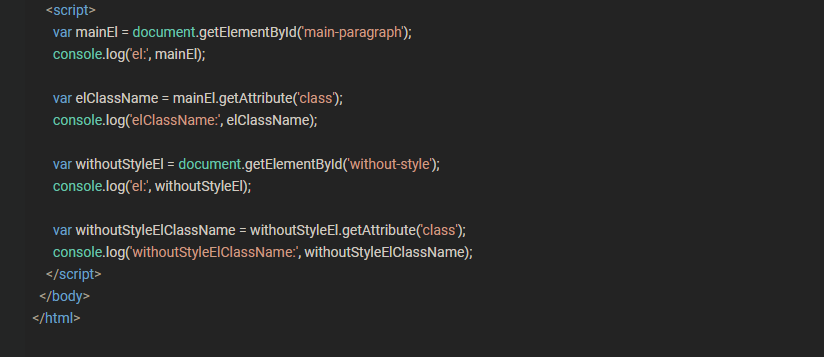 <script>
var mainEl = document.getElementById('main-paragraph');
console.log('el:', mainEl);
var elClassName = mainEl.getAttribute('class');
console.log('elClassName:', elClassName);
var withoutStyleEl = document.getElementById('without-style');
console.log('el:', withoutStyleEl);
var withoutStyleElClassName = withoutStyleEl.getAttribute('class');
console.log('withoutStyleElClassName:', withoutStyleElClassName);
</script>
</body>
</html>